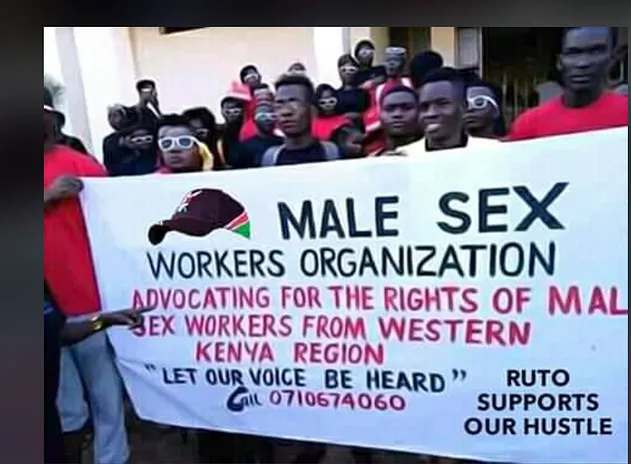 MALE SEX
WORKERS ORGANIZATION
ADVOCATING FOR THE RIGHTS OF MAL
SEX WORKERS FROM WESTERN
KENYA REGION
"LET OUR VOICE BE HEARD"
Call 0710674060
RUTO
SUPPORTS
OUR HUSTLE